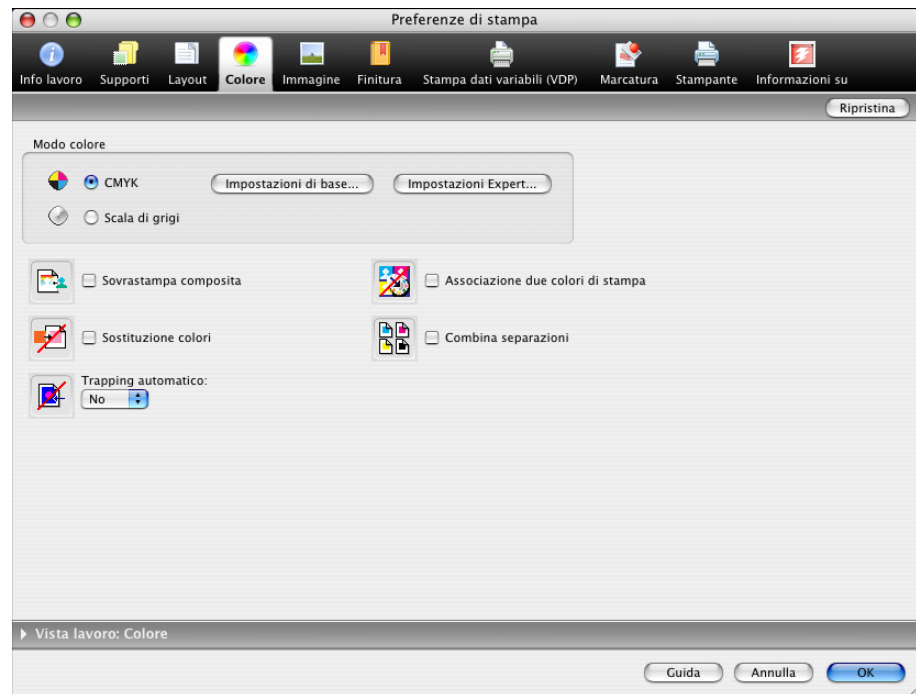 Preferenze di stampa
Info lavoro Supporti Layout Colore Immagine Finitura Stampa dati variabili (VDP) Marcatura Stampante Informazioni su
Ripristina
Modo colore
CMYK Impostazioni di base... Impostazioni Expert...
Scala di grigi
Sovrastampa composita Associazione due colori di stampa
Sostituzione colori Combina separazioni
Trapping automatico:
No
Vista lavoro: Colore
Guida Annulla OK